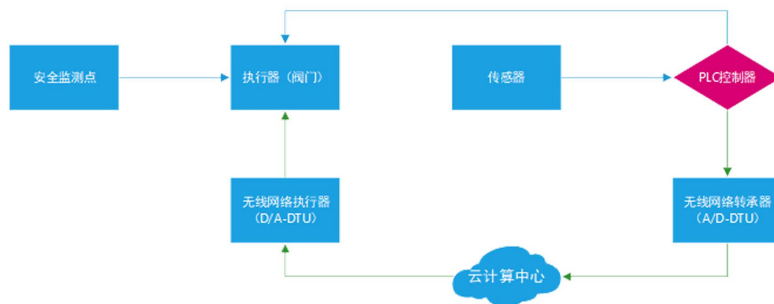 安全监测点
执行器（阀门）
传感器
PLC控制器
无线网络执行器
（D/A-DTU）
无线网络转承器
（A/D-DTU）
云计算中心